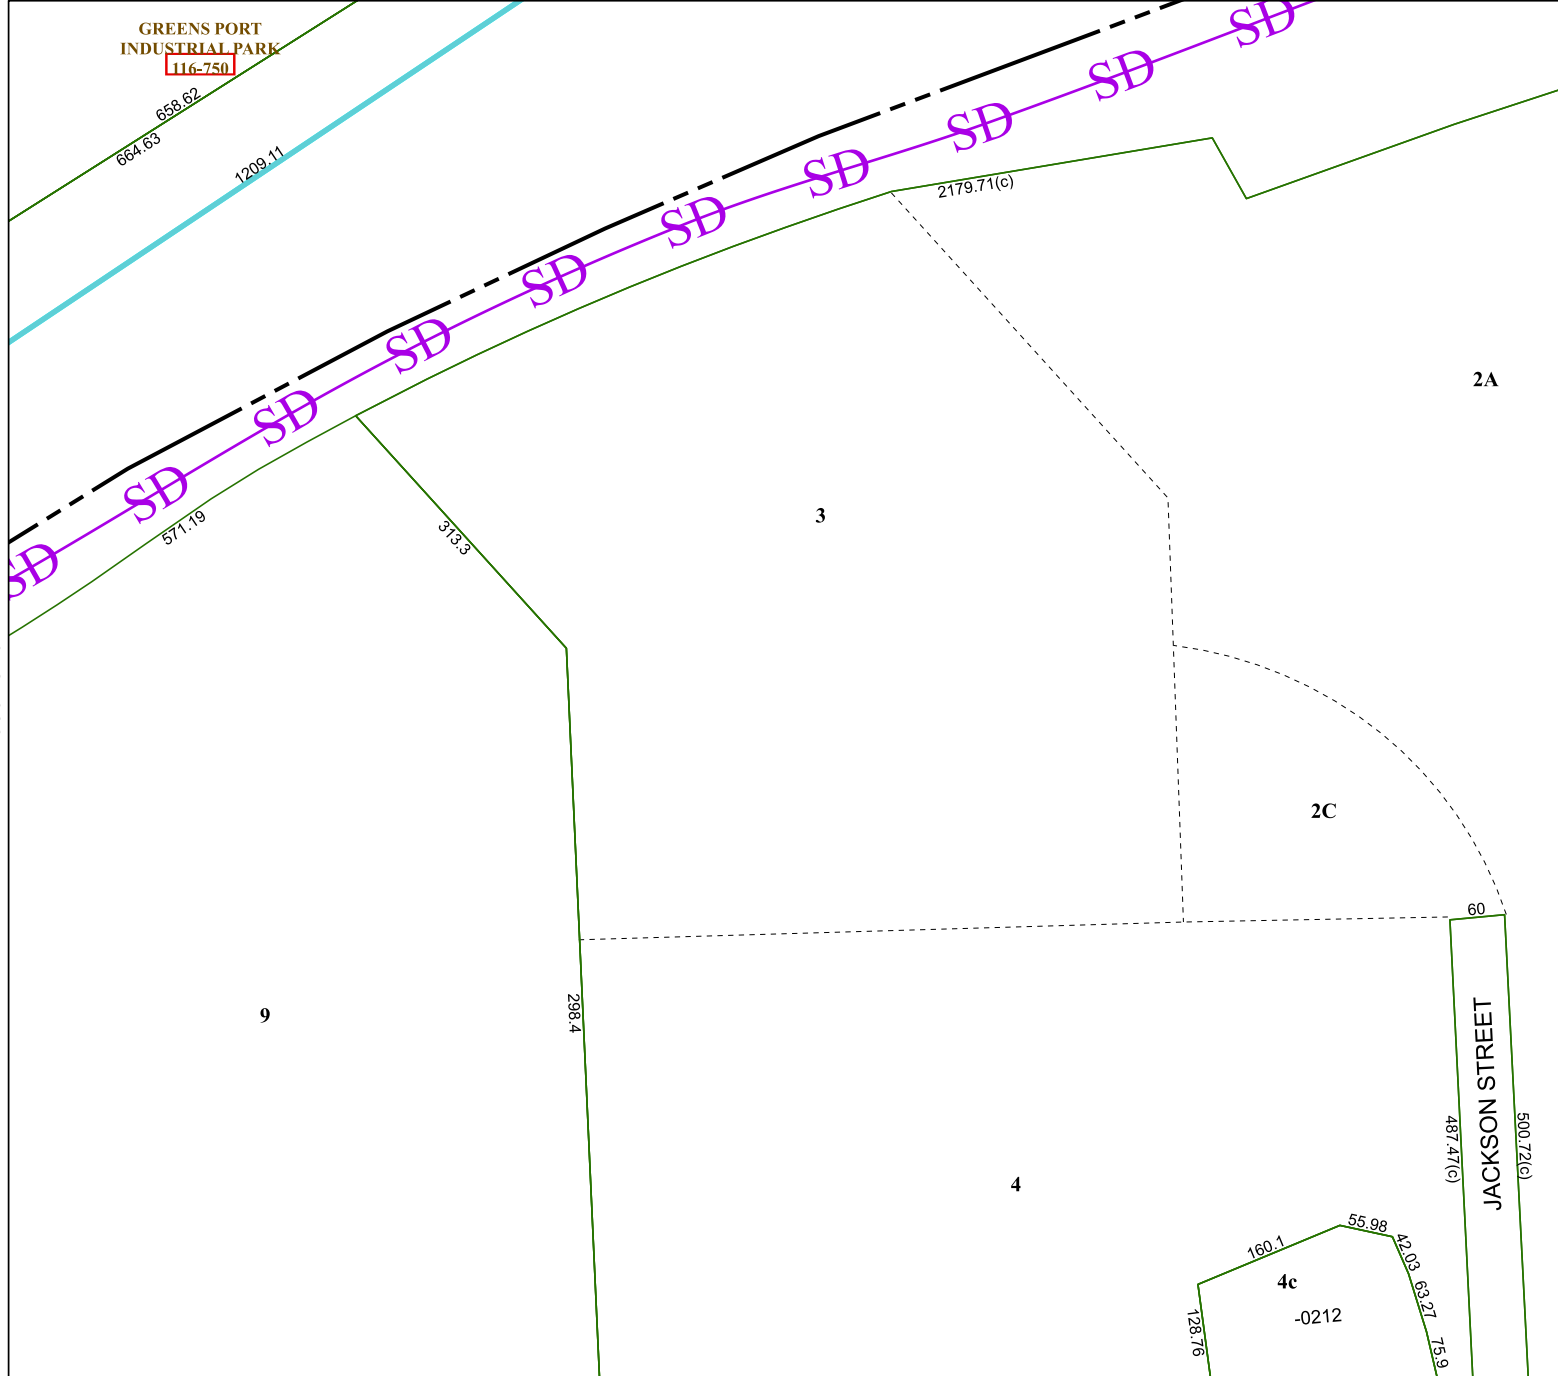 GREENS PORT
INDUSTRIAL PARK
116-750
658.62
664.63
1209.11
SD
SD
SD
SD
SD
SD
SD
SD
SD
SD
2179.71(c)
2A
571.19
313.3
3
2C
60
9
298.4
JACKSON STREET
487.47(c)
500.72(c)
4
55.98
160.1
42.03
4c
63.27
-0212
128.76
75.9